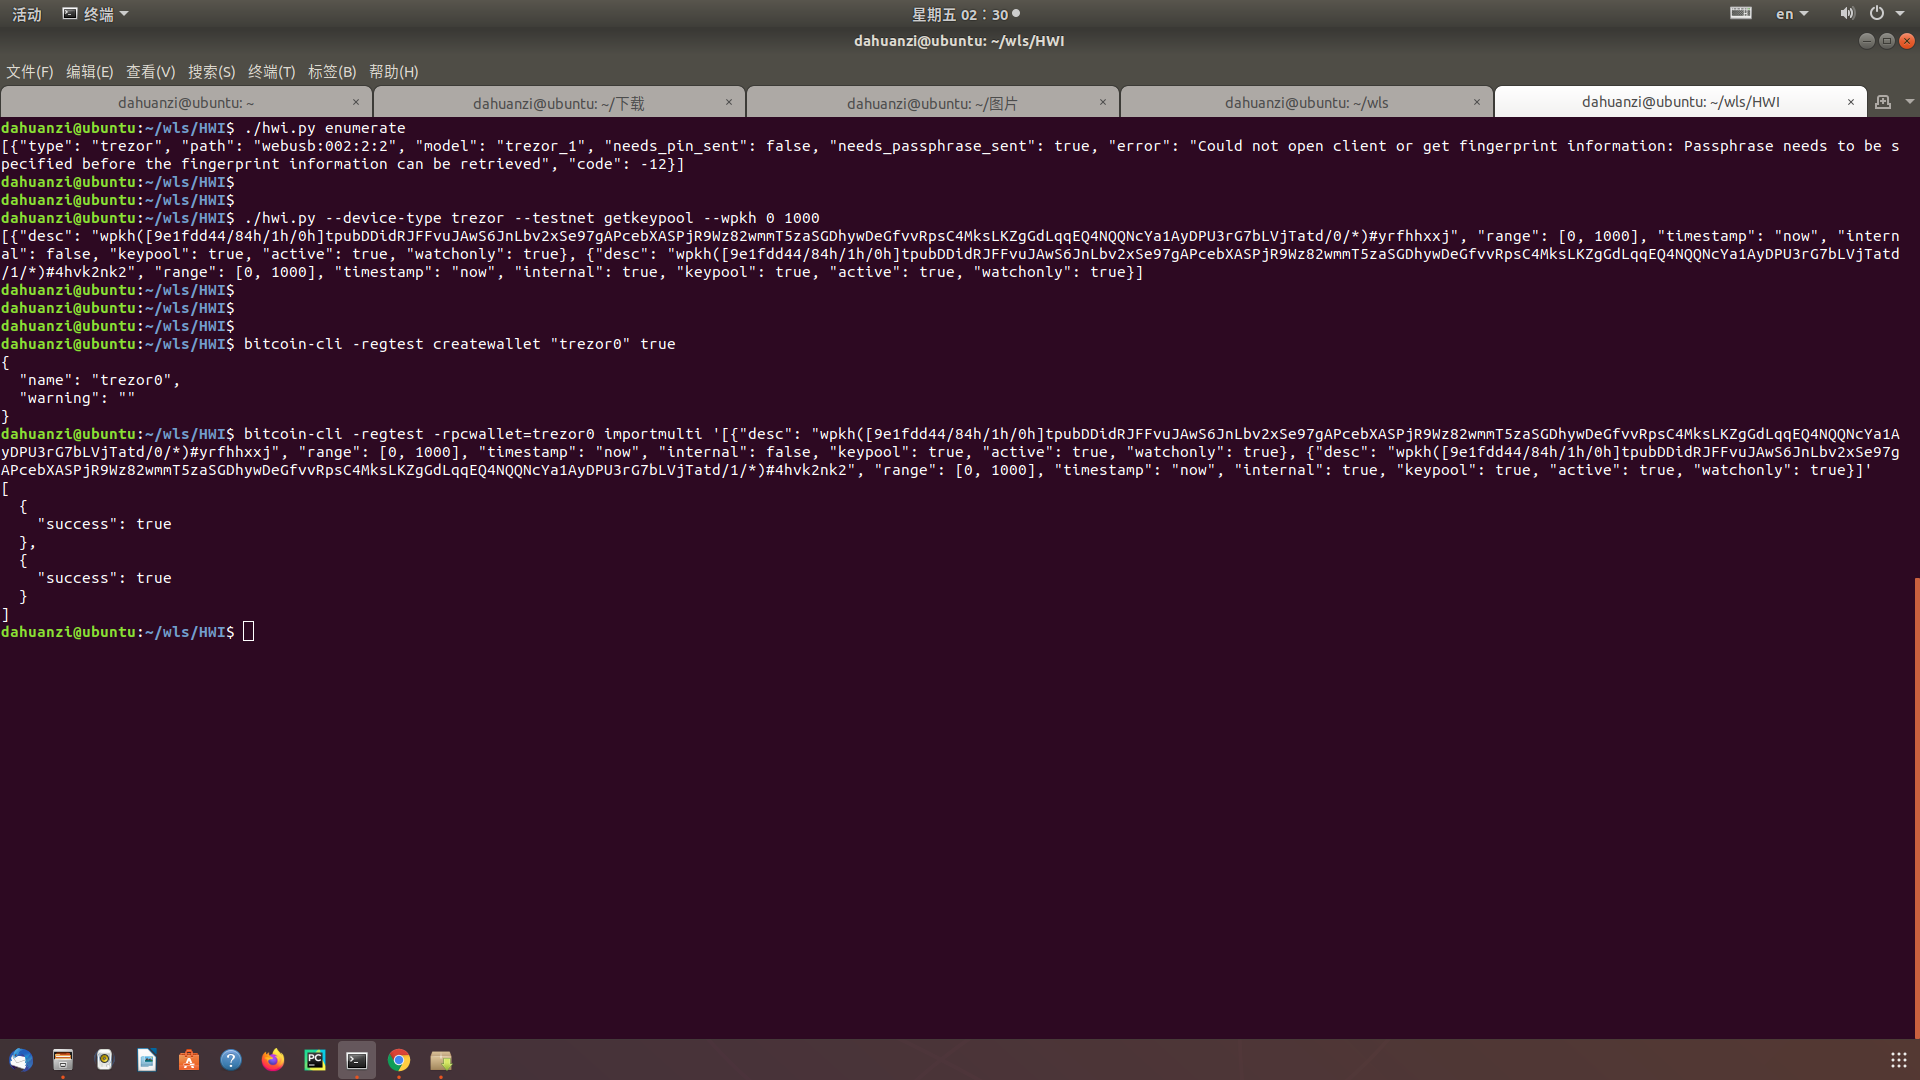 活动 终端 星期五 02：30 en
dahuanzi@ubuntu: ~/wls/HWI
文件(F) 编辑(E) 查看(V) 搜索(S) 终端(T) 标签(B) 帮助(H)
dahuanzi@ubuntu: ~ × dahuanzi@ubuntu: ~/下载 × dahuanzi@ubuntu: ~/图片 × dahuanzi@ubuntu: ~/wls × dahuanzi@ubuntu: ~/wls/HWI ×
dahuanzi@ubuntu:~/wls/HWI$ ./hwi.py enumerate
[{"type": "trezor", "path": "webusb:002:2:2", "model": "trezor_1", "needs_pin_sent": false, "needs_passphrase_sent": true, "error": "Could not open client or get fingerprint information: Passphrase needs to be s
pecified before the fingerprint information can be retrieved", "code": -12}]
dahuanzi@ubuntu:~/wls/HWI$
dahuanzi@ubuntu:~/wls/HWI$
dahuanzi@ubuntu:~/wls/HWI$ ./hwi.py --device-type trezor --testnet getkeypool --wpkh 0 1000
[{"desc": "wpkh([9e1fdd44/84h/1h/0h]tpubDDidRJFFvuJAwS6JnLbv2xSe97gAPcebXASPjR9Wz82wmmT5zaSGDhywDeGfvvRpsC4MksLKZgGdLqqEQ4NQQNcYa1AyDPU3rG7bLVjTatd/0/*)#yrfhhxxj", "range": [0, 1000], "timestamp": "now", "intern
al": false, "keypool": true, "active": true, "watchonly": true}, {"desc": "wpkh([9e1fdd44/84h/1h/0h]tpubDDidRJFFvuJAwS6JnLbv2xSe97gAPcebXASPjR9Wz82wmmT5zaSGDhywDeGfvvRpsC4MksLKZgGdLqqEQ4NQQNcYa1AyDPU3rG7bLVjTatd
/1/*)#4hvk2nk2", "range": [0, 1000], "timestamp": "now", "internal": true, "keypool": true, "active": true, "watchonly": true}]
dahuanzi@ubuntu:~/wls/HWI$
dahuanzi@ubuntu:~/wls/HWI$
dahuanzi@ubuntu:~/wls/HWI$
dahuanzi@ubuntu:~/wls/HWI$ bitcoin-cli -regtest createwallet "trezor0" true
{
  "name": "trezor0",
  "warning": ""
}
dahuanzi@ubuntu:~/wls/HWI$ bitcoin-cli -regtest -rpcwallet=trezor0 importmulti '[{"desc": "wpkh([9e1fdd44/84h/1h/0h]tpubDDidRJFFvuJAwS6JnLbv2xSe97gAPcebXASPjR9Wz82wmmT5zaSGDhywDeGfvvRpsC4MksLKZgGdLqqEQ4NQQNcYa1A
yDPU3rG7bLVjTatd/0/*)#yrfhhxxj", "range": [0, 1000], "timestamp": "now", "internal": false, "keypool": true, "active": true, "watchonly": true}, {"desc": "wpkh([9e1fdd44/84h/1h/0h]tpubDDidRJFFvuJAwS6JnLbv2xSe97g
APcebXASPjR9Wz82wmmT5zaSGDhywDeGfvvRpsC4MksLKZgGdLqqEQ4NQQNcYa1AyDPU3rG7bLVjTatd/1/*)#4hvk2nk2", "range": [0, 1000], "timestamp": "now", "internal": true, "keypool": true, "active": true, "watchonly": true}]'
[
  {
    "success": true
  },
  {
    "success": true
  }
]
dahuanzi@ubuntu:~/wls/HWI$